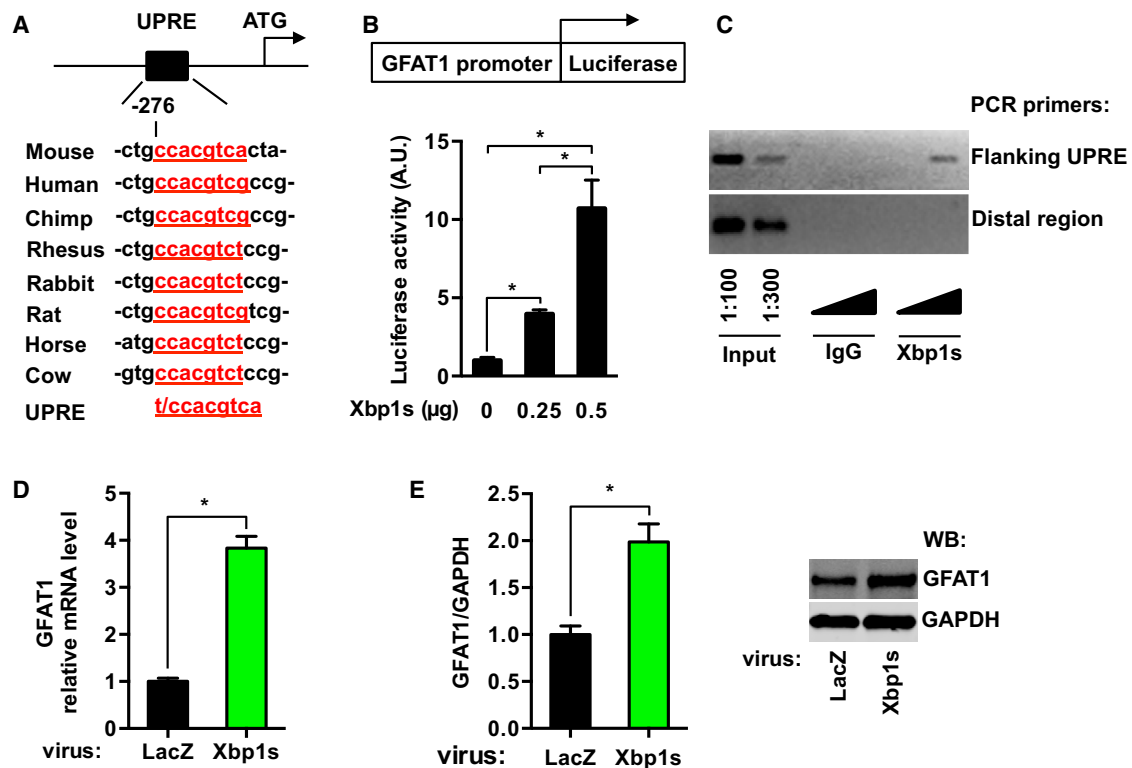 A
UPRE
ATG
-276
Mouse -ctgccacgtcacta-
Human -ctgccacgtcgccg-
Chimp -ctgccacgtcgccg-
Rhesus -ctgccacgtctccg-
Rabbit -ctgccacgtctccg-
Rat -ctgccacgtcgtcg-
Horse -atgccacgtctccg-
Cow -gtgccacgtctccg-
UPRE t/ccacgtca
B
GFAT1 promoter Luciferase
Luciferase activity (A.U.)
15
10
5
0
* * *
Xbp1s (µg) 0 0.25 0.5
C
PCR primers:
Flanking UPRE
Distal region
1:100 1:300
Input IgG Xbp1s
D
GFAT1
relative mRNA level
5
4
3
2
1
0
*
virus: LacZ Xbp1s
E
GFAT1/GAPDH
2.5
2.0
1.5
1.0
0.5
0.0
*
virus: LacZ Xbp1s
WB:
GFAT1
GAPDH
virus: LacZ Xbp1s